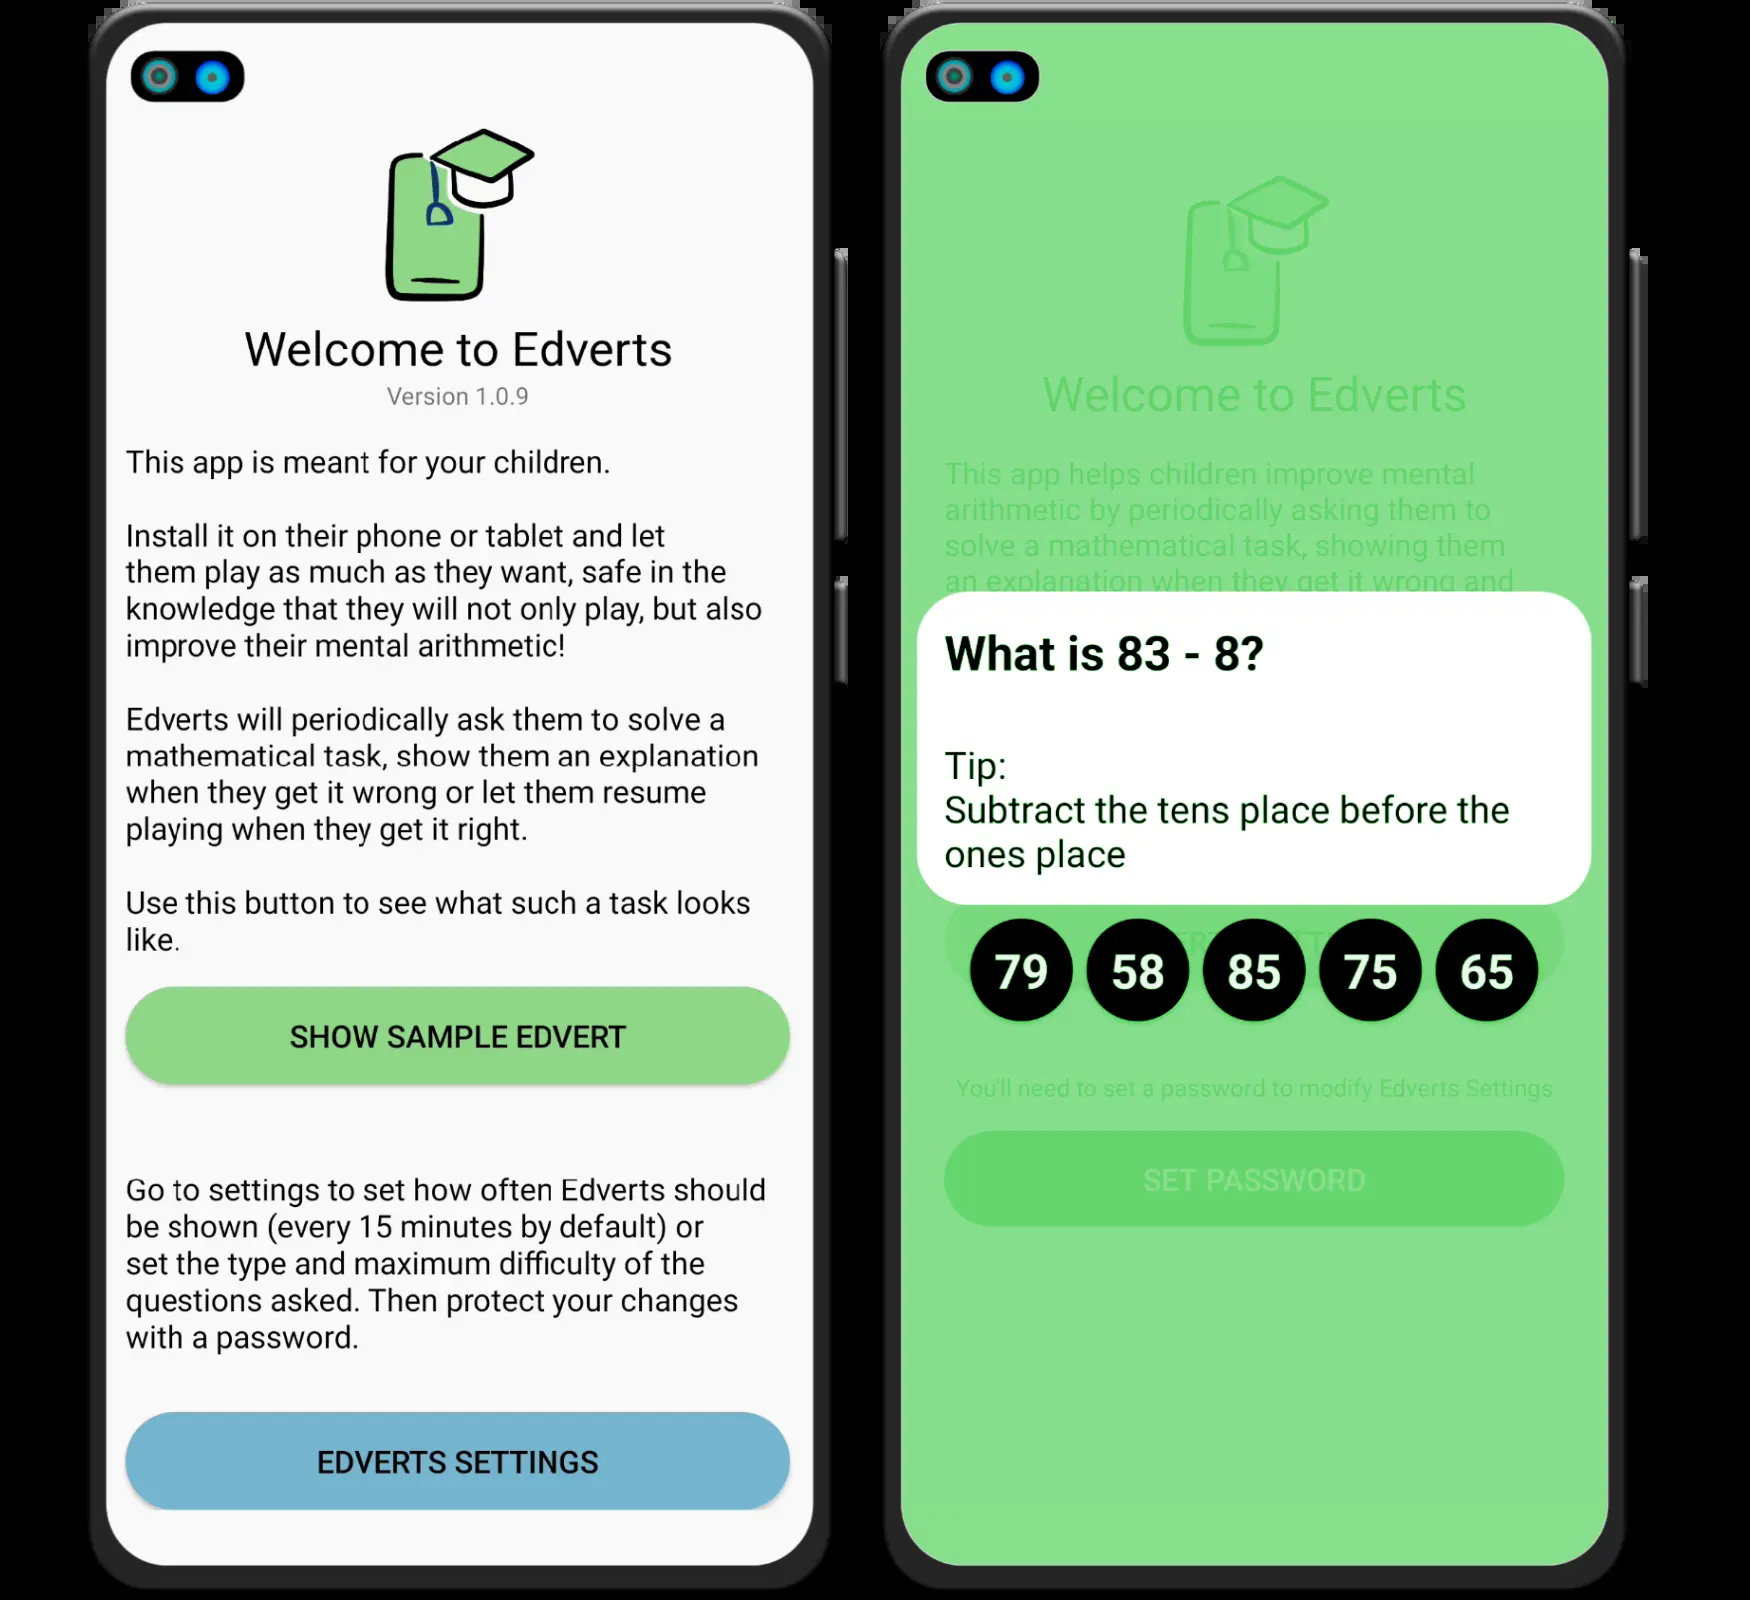 Welcome to Edverts
Version 1.0.9
This app is meant for your children.
Install it on their phone or tablet and let
them play as much as they want, safe in the
knowledge that they will not only play, but also
improve their mental arithmetic!
Edverts will periodically ask them to solve a
mathematical task, show them an explanation
when they get it wrong or let them resume
playing when they get it right.
Use this button to see what such a task looks
like.
SHOW SAMPLE EDVERT
Go to settings to set how often Edverts should
be shown (every 15 minutes by default) or
set the type and maximum difficulty of the
questions asked. Then protect your changes
with a password.
EDVERTS SETTINGS
Welcome to Edverts
This app helps children improve mental
arithmetic by periodically asking them to
solve a mathematical task, showing them
an explanation when they get it wrong and
What is 83 - 8?
Tip:
Subtract the tens place before the
ones place
79 58 85 75 65
You'll need to set a password to modify Edverts Settings
SET PASSWORD